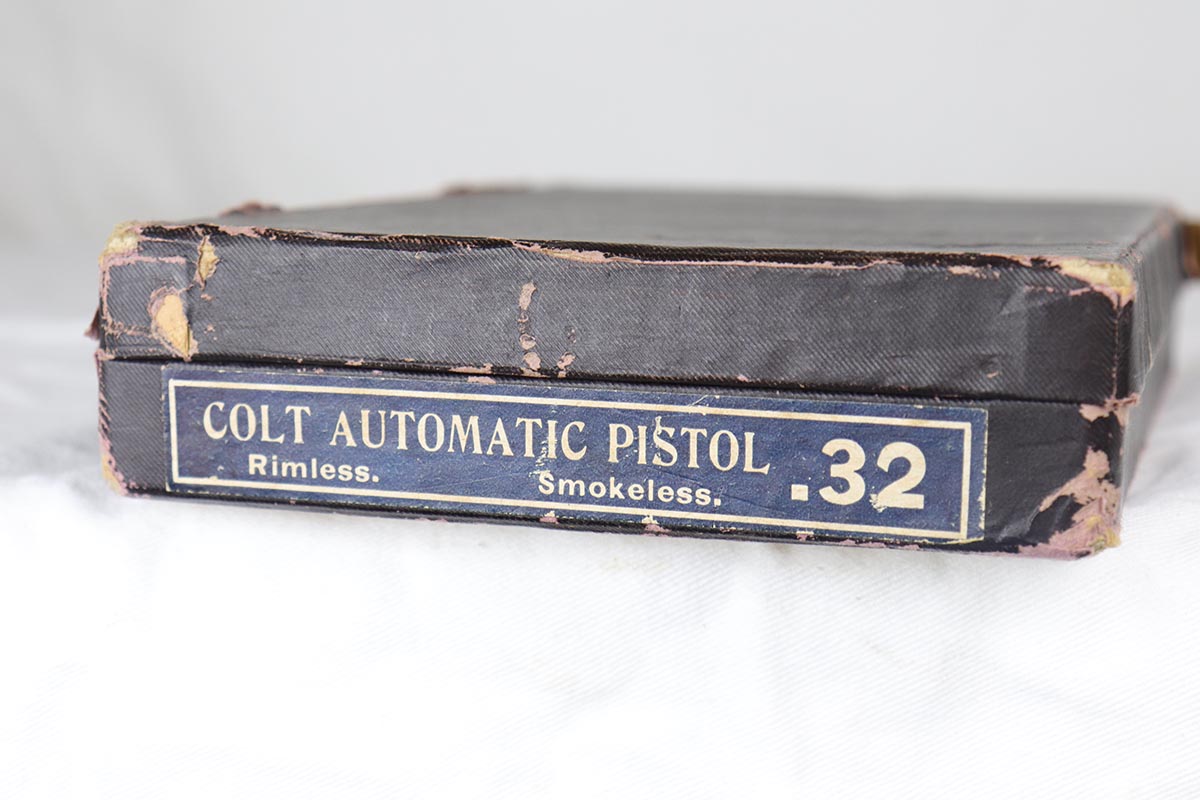 COLT AUTOMATIC PISTOL .32
Rimless. Smokeless.